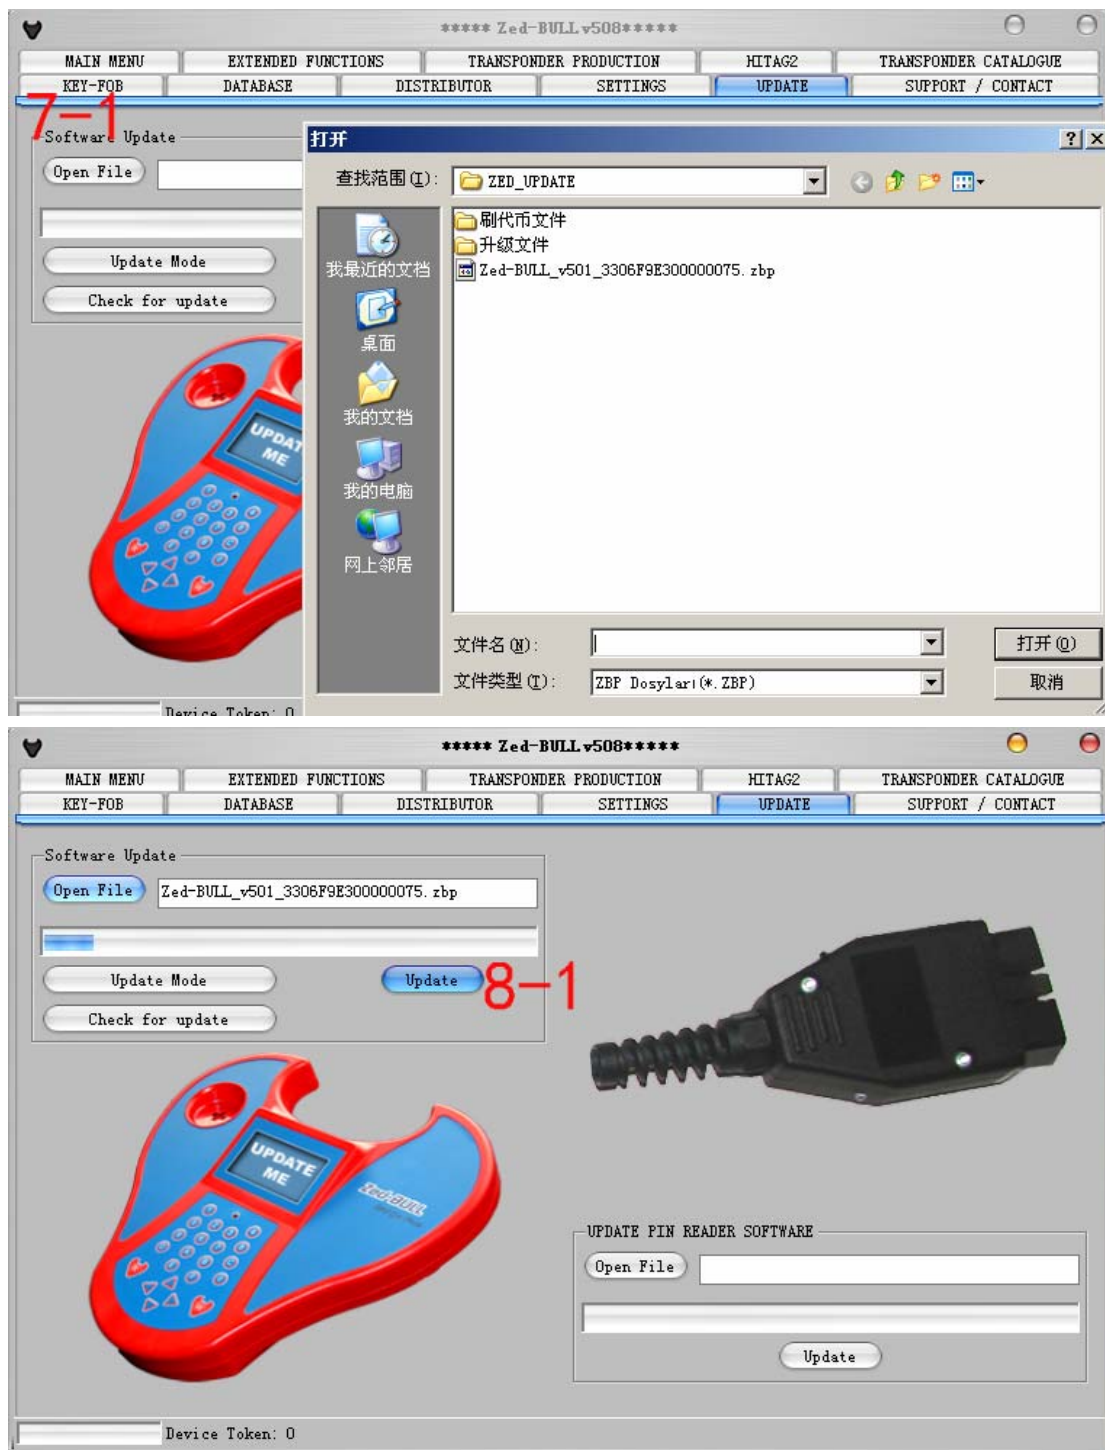 ***** Zed-BULL v508*****
MAIN MENU EXTENDED FUNCTIONS TRANSPONDER PRODUCTION HITAG2 TRANSPONDER CATALOGUE
KEY-FOB DATABASE DISTRIBUTOR SETTINGS UPDATE SUPPORT / CONTACT
7-1
Software Update
打开
Open File
查找范围(I):
ZED_UPDATE
刷代币文件
升级文件
Zed-BULL_v501_3306F9E300000075.zbp
Update Mode
Check for update
我最近的文档
桌面
我的文档
我的电脑
网上邻居
UPDAT
ME
文件名(N):
打开(O)
文件类型(T):
ZBP Dosyları(*.ZBP)
取消
Device Token: 0
***** Zed-BULL v508*****
MAIN MENU EXTENDED FUNCTIONS TRANSPONDER PRODUCTION HITAG2 TRANSPONDER CATALOGUE
KEY-FOB DATABASE DISTRIBUTOR SETTINGS UPDATE SUPPORT / CONTACT
Software Update
Open File Zed-BULL_v501_3306F9E300000075.zbp
Update Mode Update 8-1
Check for update
UPDATE
ME
Zed-BULL
UPDATE PIN READER SOFTWARE
Open File
Update
Device Token: 0